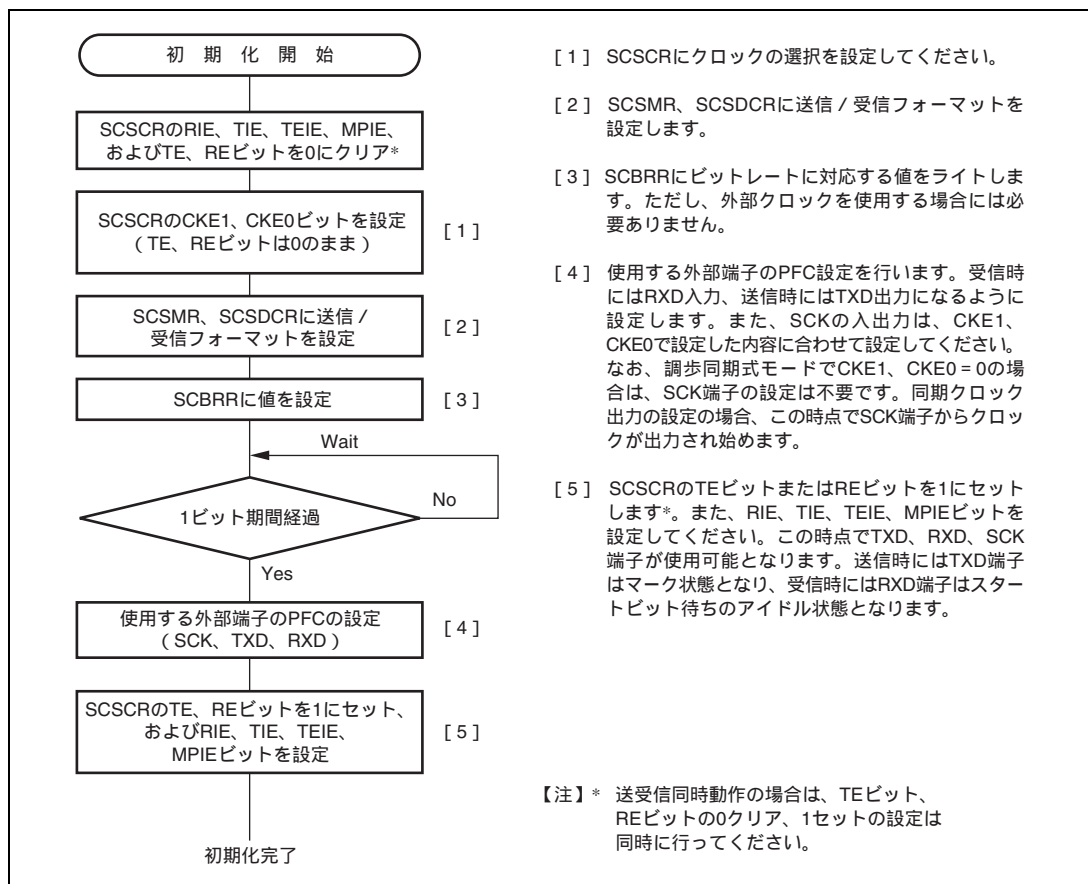 初 期 化 開 始
SCSCRのRIE、TIE、TEIE、MPIE、
およびTE、REビットを0にクリア*
SCSCRのCKE1、CKE0ビットを設定
（TE、REビットは0のまま）
[1]
SCSMR、SCSDCRに送信／
受信フォーマットを設定
[2]
SCBRRに値を設定
[3]
Wait
1ビット期間経過
No
Yes
使用する外部端子のPFCの設定
（SCK、TXD、RXD）
[4]
SCSCRのTE、REビットを1にセット、
およびRIE、TIE、TEIE、
MPIEビットを設定
[5]
初期化完了
[1] SCSCRにクロックの選択を設定してください。
[2] SCSMR、SCSDCRに送信／受信フォーマットを
設定します。
[3] SCBRRにビットレートに対応する値をライトしま
す。ただし、外部クロックを使用する場合には必
要ありません。
[4] 使用する外部端子のPFC設定を行います。受信時
にはRXD入力、送信時にはTXD出力になるように
設定します。また、SCKの入出力は、CKE1、
CKE0で設定した内容に合わせて設定してください。
なお、調歩同期式モードでCKE1、CKE0 = 0の場
合は、SCK端子の設定は不要です。同期クロック
出力の設定の場合、この時点でSCK端子からクロッ
クが出力され始めます。
[5] SCSCRのTEビットまたはREビットを1にセット
します*。また、RIE、TIE、TEIE、MPIEビットを
設定してください。この時点でTXD、RXD、SCK
端子が使用可能となります。送信時にはTXD端子
はマーク状態となり、受信時にはRXD端子はスター
トビット待ちのアイドル状態となります。
【注】* 送受信同時動作の場合は、TEビット、
REビットの0クリア、1セットの設定は
同時に行ってください。